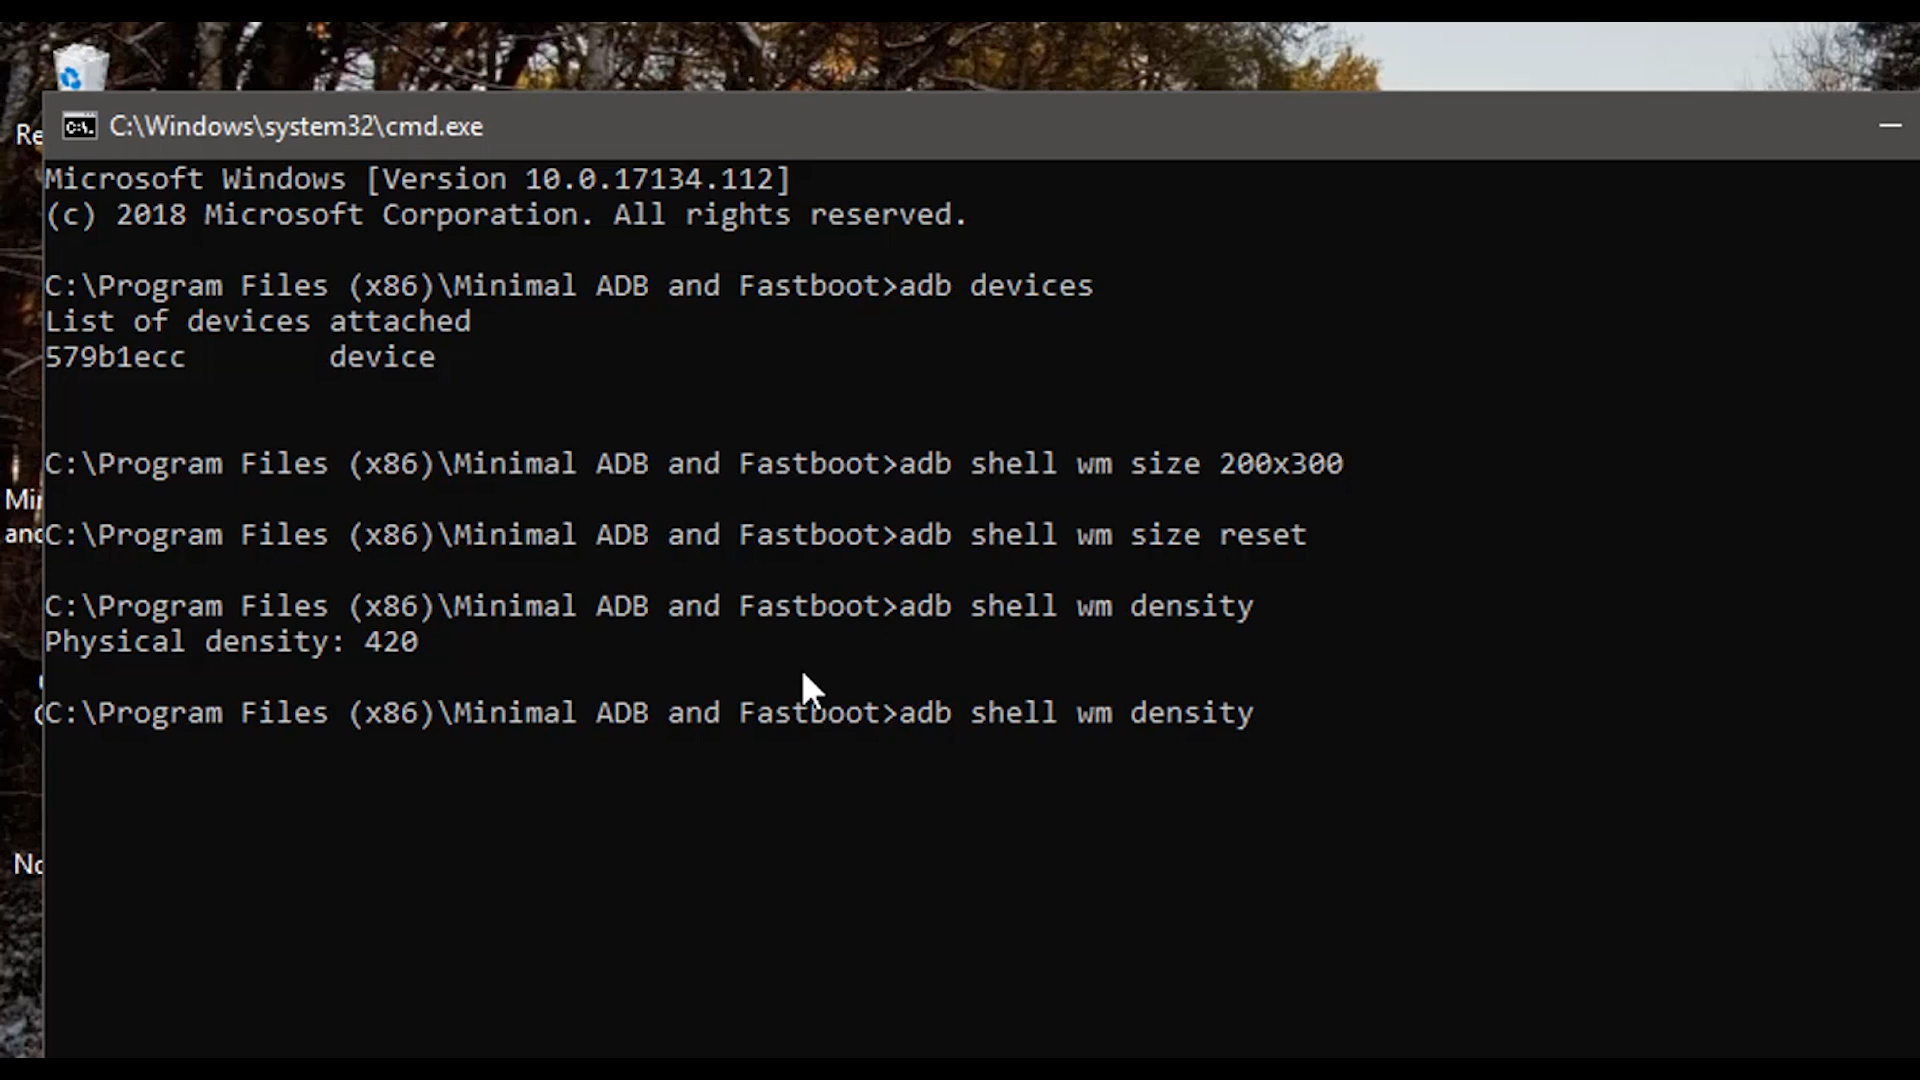 C:\Windows\system32\cmd.exe
Microsoft Windows [Version 10.0.17134.112]
(c) 2018 Microsoft Corporation. All rights reserved.
C:\Program Files (x86)\Minimal ADB and Fastboot>adb devices
List of devices attached
579b1ecc device
C:\Program Files (x86)\Minimal ADB and Fastboot>adb shell wm size 200x300
C:\Program Files (x86)\Minimal ADB and Fastboot>adb shell wm size reset
C:\Program Files (x86)\Minimal ADB and Fastboot>adb shell wm density
Physical density: 420
C:\Program Files (x86)\Minimal ADB and Fastboot>adb shell wm density